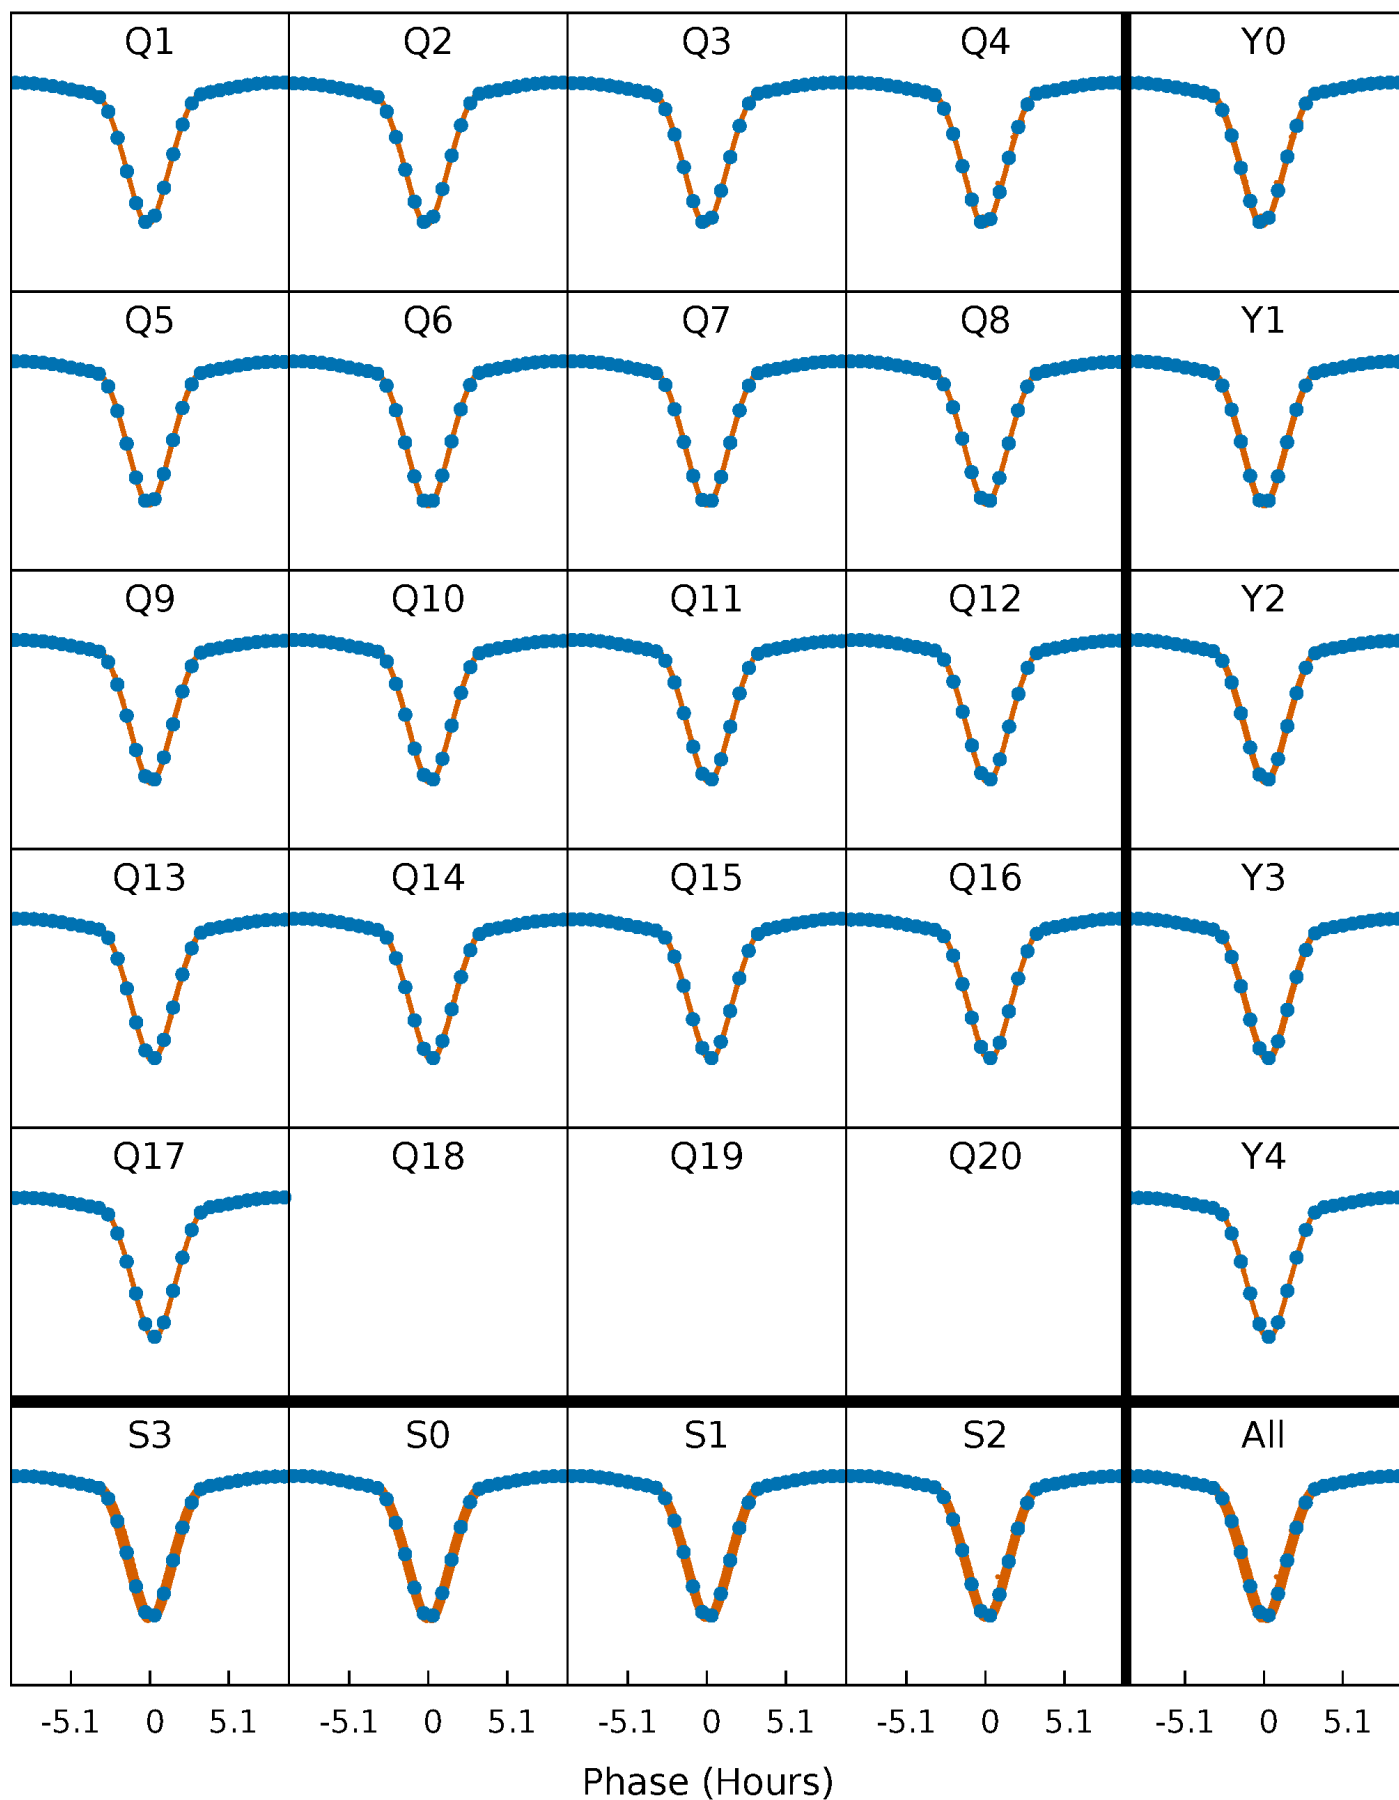 Q1 Q2 Q3 Q4 Y0
Q5 Q6 Q7 Q8 Y1
Q9 Q10 Q11 Q12 Y2
Q13 Q14 Q15 Q16 Y3
Q17 Q18 Q19 Q20 Y4
S3 S0 S1 S2 All
-5.1 0 5.1 -5.1 0 5.1 -5.1 0 5.1 -5.1 0 5.1 -5.1 0 5.1
Phase (Hours)